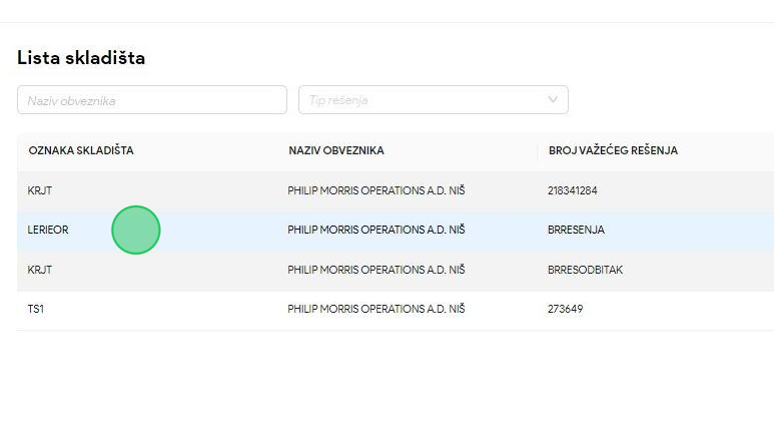 Lista skladišta
Naziv obveznika Tip rešenja
OZNAKA SKLADIŠTA NAZIV OBVEZNIKA BROJ VAŽEĆEG REŠENJA
KRJT PHILIP MORRIS OPERATIONS A.D. NIŠ 218341284
LERIEOR PHILIP MORRIS OPERATIONS A.D. NIŠ BRRESENJA
KRJT PHILIP MORRIS OPERATIONS A.D. NIŠ BRRESODBITAK
TS1 PHILIP MORRIS OPERATIONS A.D. NIŠ 273649